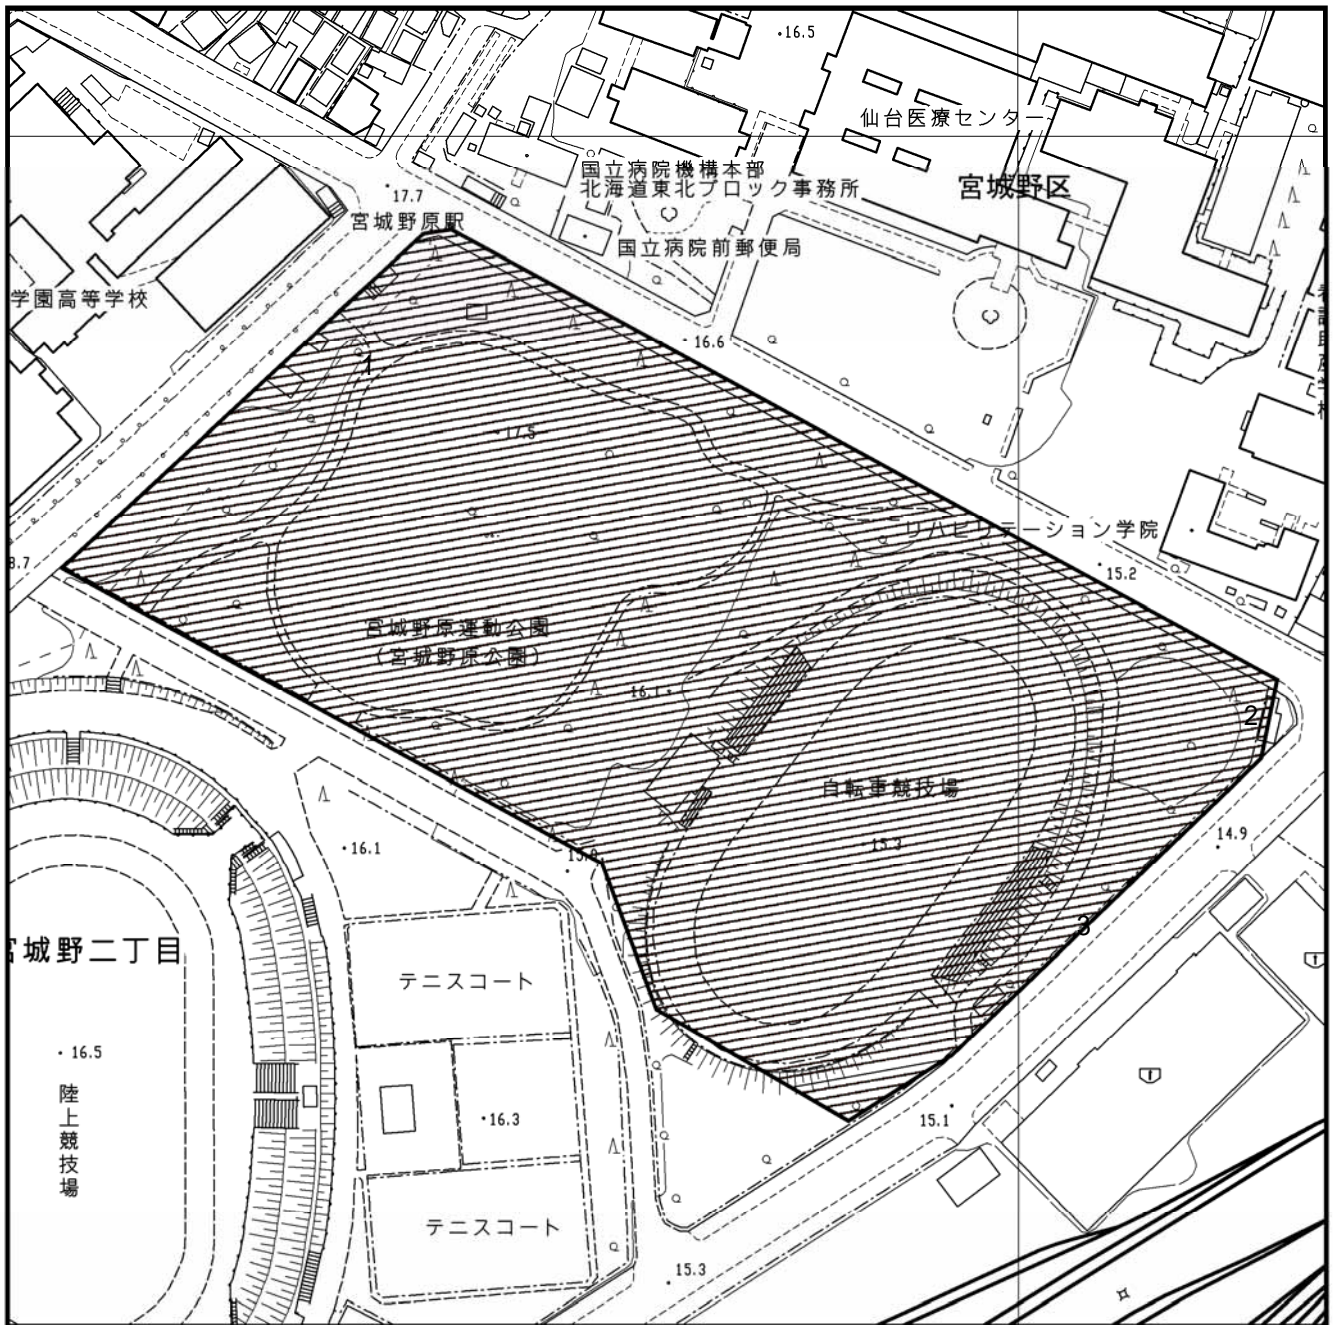 16.5
仙台医療センター
国立病院機構本部
北海道東北ブロック事務所
宮城野区
17.7
宮城野原駅
国立病院前郵便局
学園高等学校
16.6
1
17.5
リハビリテーション学院
8.7
15.2
宮城野原運動公園
(宮城野原公園)
16.1
2
自転車競技場
14.9
15.3
16.1
3
宮城野二丁目
テニスコート
16.5
陸上競技場
16.3
15.1
テニスコート
15.3